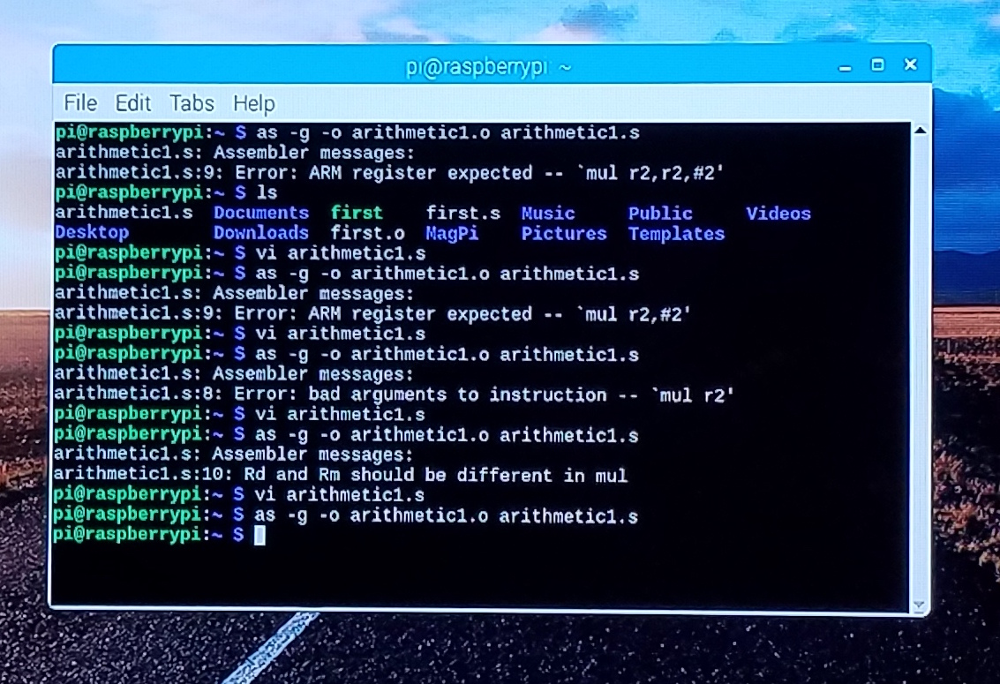 pi@raspberrypi: ~
File Edit Tabs Help
pi@raspberrypi:~ $ as -g -o arithmetic1.o arithmetic1.s
arithmetic1.s: Assembler messages:
arithmetic1.s:9: Error: ARM register expected -- `mul r2,r2,#2'
pi@raspberrypi:~ $ ls
arithmetic1.s Documents first first.s Music Public Videos
Desktop Downloads first.o MagPi Pictures Templates
pi@raspberrypi:~ $ vi arithmetic1.s
pi@raspberrypi:~ $ as -g -o arithmetic1.o arithmetic1.s
arithmetic1.s: Assembler messages:
arithmetic1.s:9: Error: ARM register expected -- `mul r2,#2'
pi@raspberrypi:~ $ vi arithmetic1.s
pi@raspberrypi:~ $ as -g -o arithmetic1.o arithmetic1.s
arithmetic1.s: Assembler messages:
arithmetic1.s:8: Error: bad arguments to instruction -- `mul r2'
pi@raspberrypi:~ $ vi arithmetic1.s
pi@raspberrypi:~ $ as -g -o arithmetic1.o arithmetic1.s
arithmetic1.s: Assembler messages:
arithmetic1.s:10: Rd and Rm should be different in mul
pi@raspberrypi:~ $ vi arithmetic1.s
pi@raspberrypi:~ $ as -g -o arithmetic1.o arithmetic1.s
pi@raspberrypi:~ $